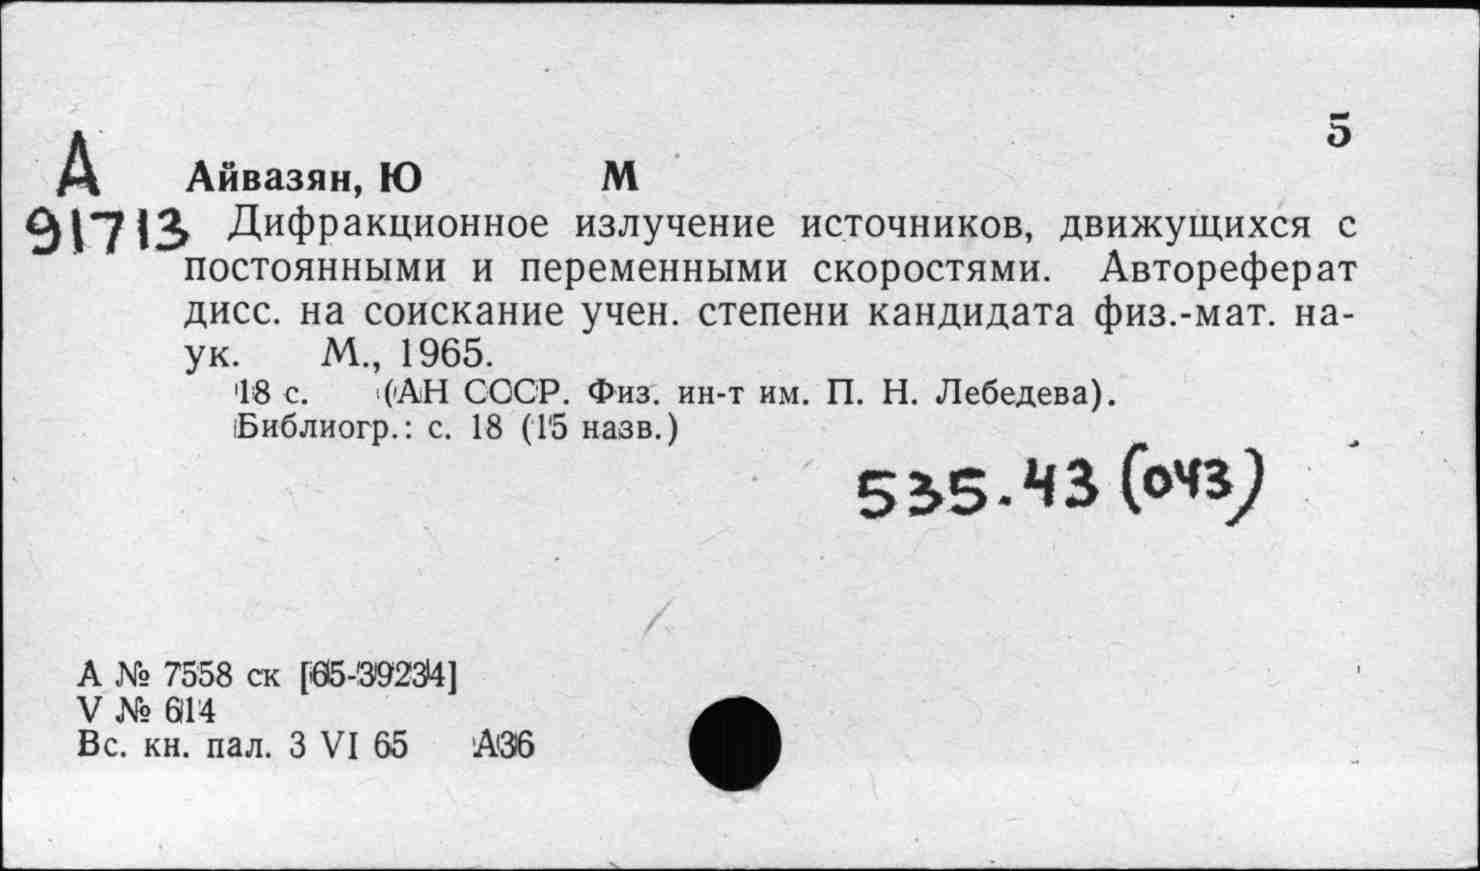 5
А Айвазян, Ю М
91713 Дифракционное излучение источников, движущихся с
постоянными и переменными скоростями. Автореферат
дисс. на соискание учен. степени кандидата физ.-мат. на-
ук. М., 1965.
18 с. (АН СССР. Физ. ин-т им. П. Н. Лебедева).
Библиогр.: с. 18 (15 назв.)
535.43 (очз)
А № 7558 ск [65-39234]
V № 614
Вс. кн. пал. 3 VI 65 А36